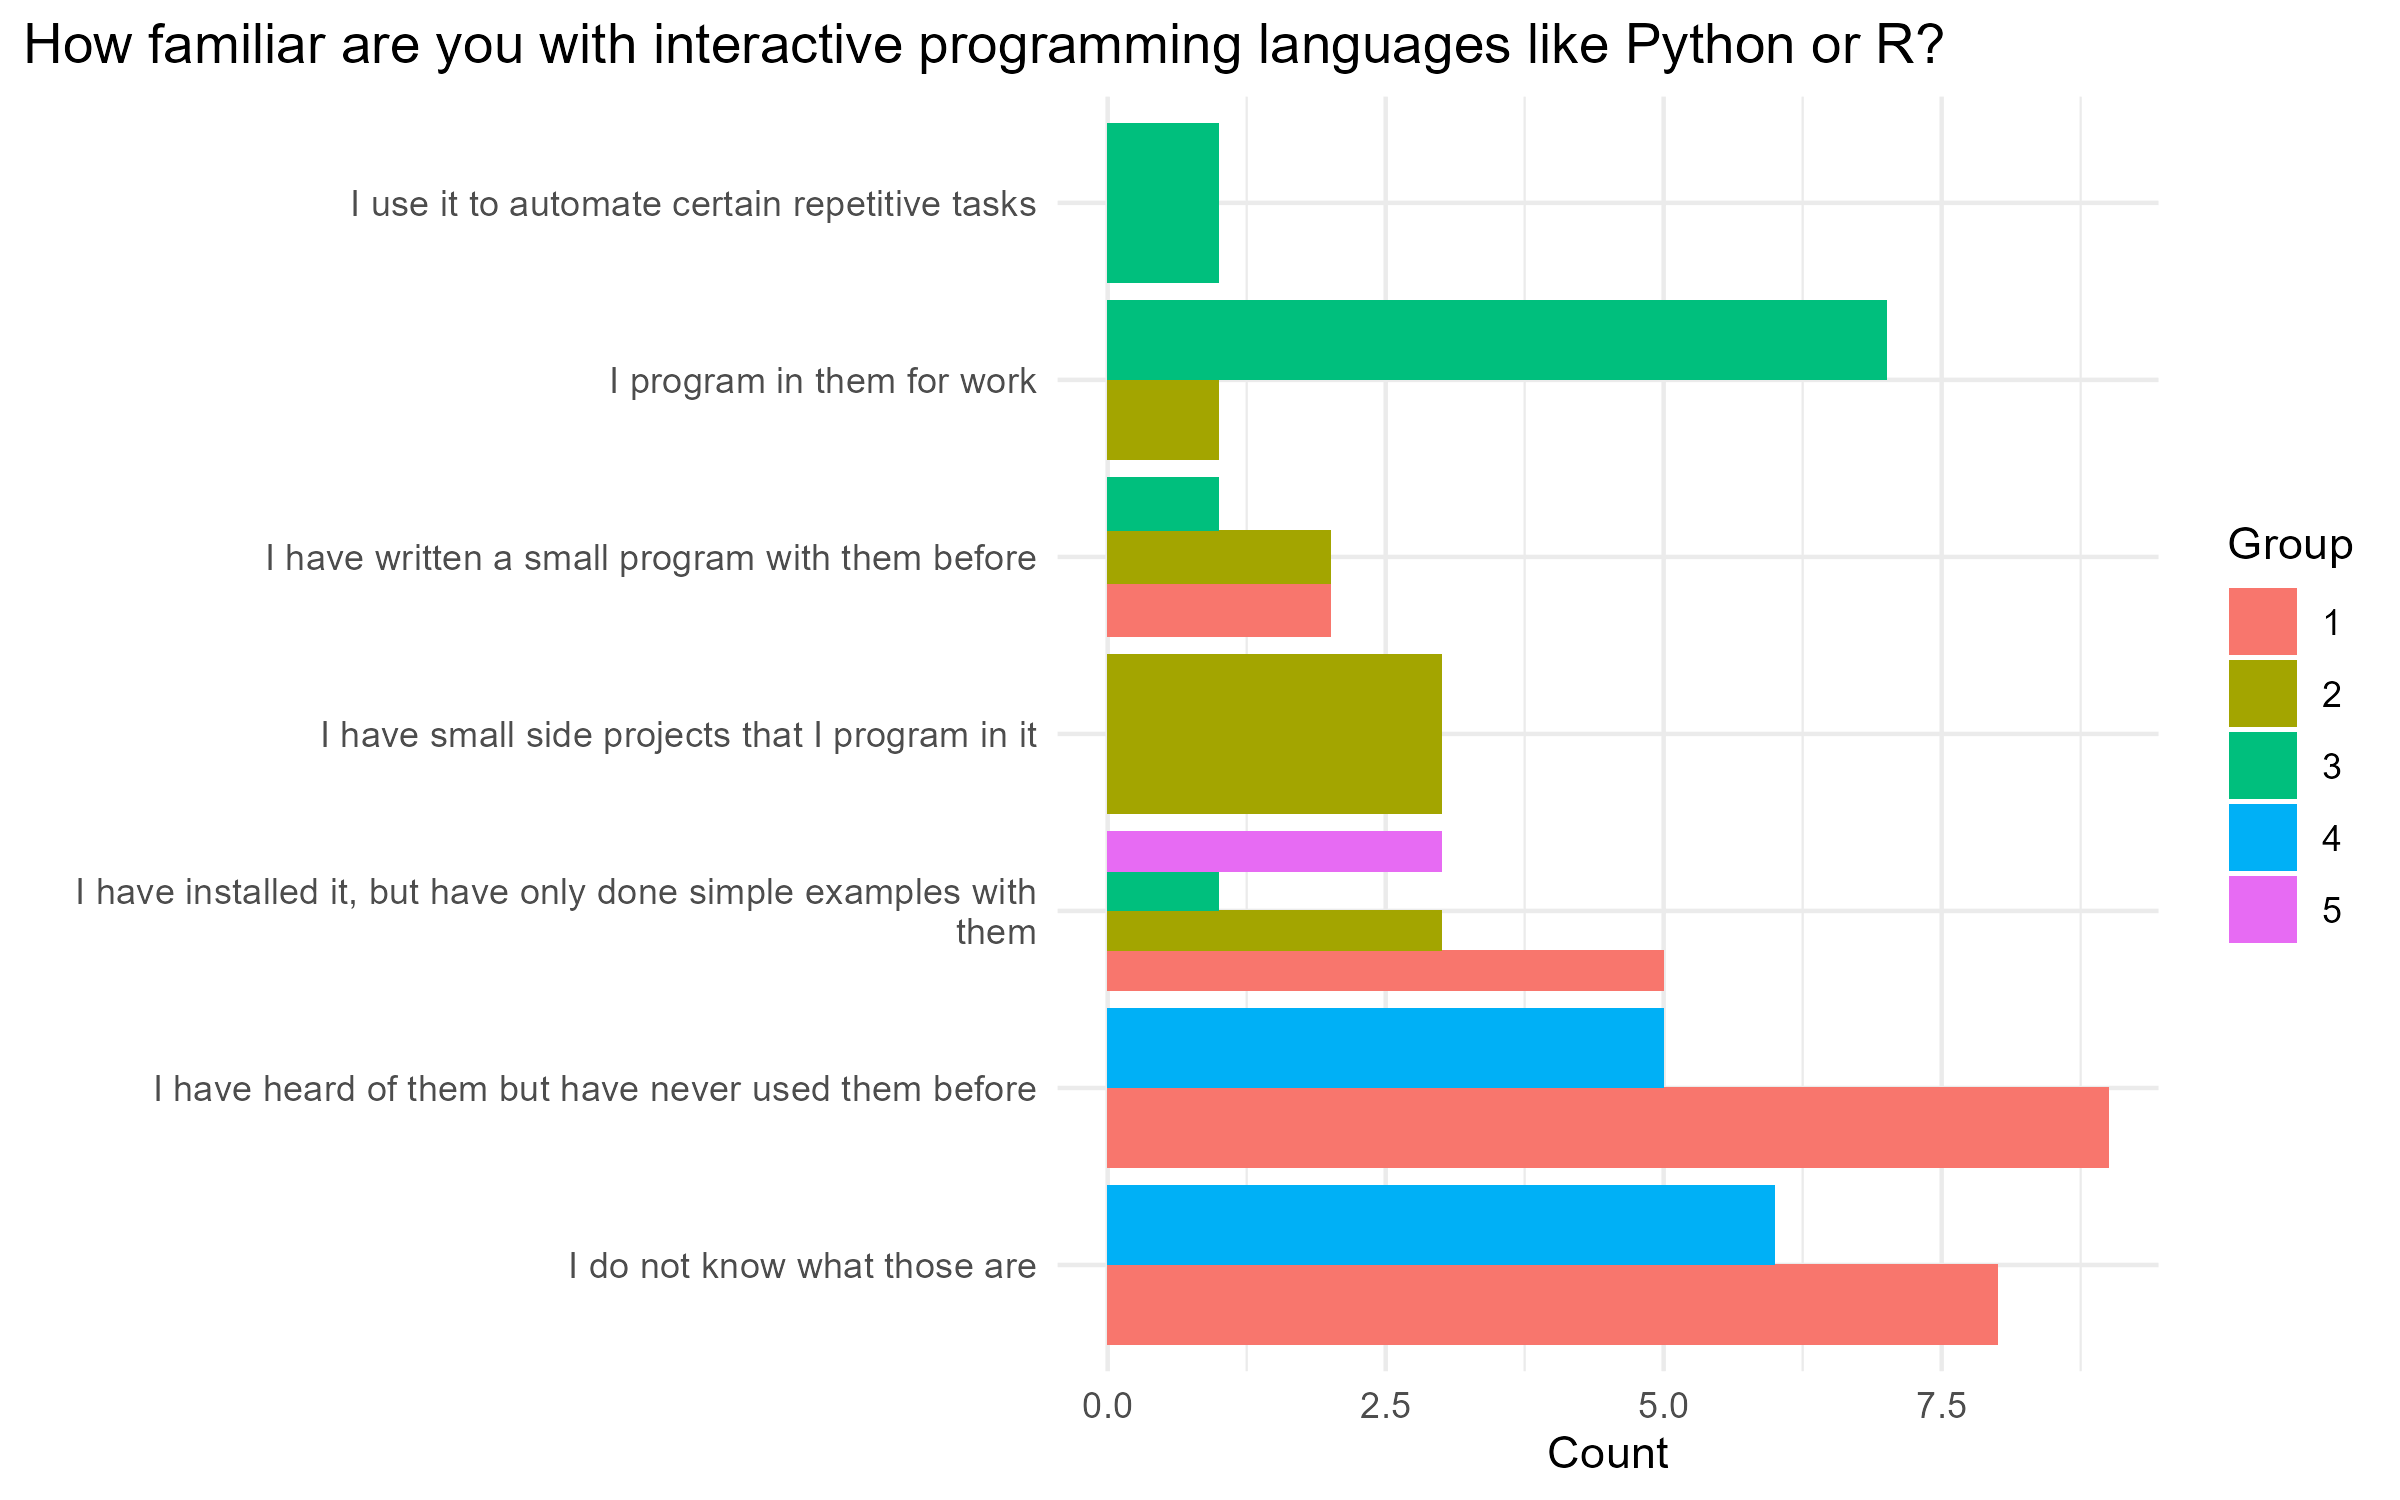 How familiar are you with interactive programming languages like Python or R?
I use it to automate certain repetitive tasks
I program in them for work
I have written a small program with them before
I have small side projects that I program in it
I have installed it, but have only done simple examples with
them
I have heard of them but have never used them before
I do not know what those are
0.0 2.5 5.0 7.5
Count
Group
1
2
3
4
5